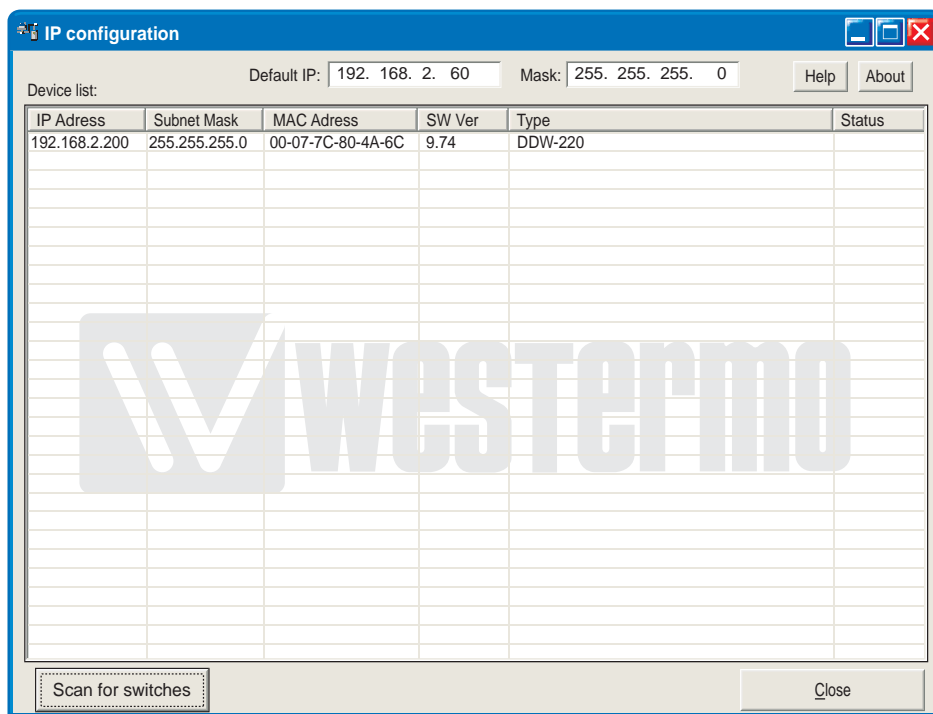 IP configuration
Default IP: 192. 168. 2. 60 Mask: 255. 255. 255. 0 Help About
Device list:
IP Adress Subnet Mask MAC Adress SW Ver Type Status
192.168.2.200 255.255.255.0 00-07-7C-80-4A-6C 9.74 DDW-220
westermo
Scan for switches Close